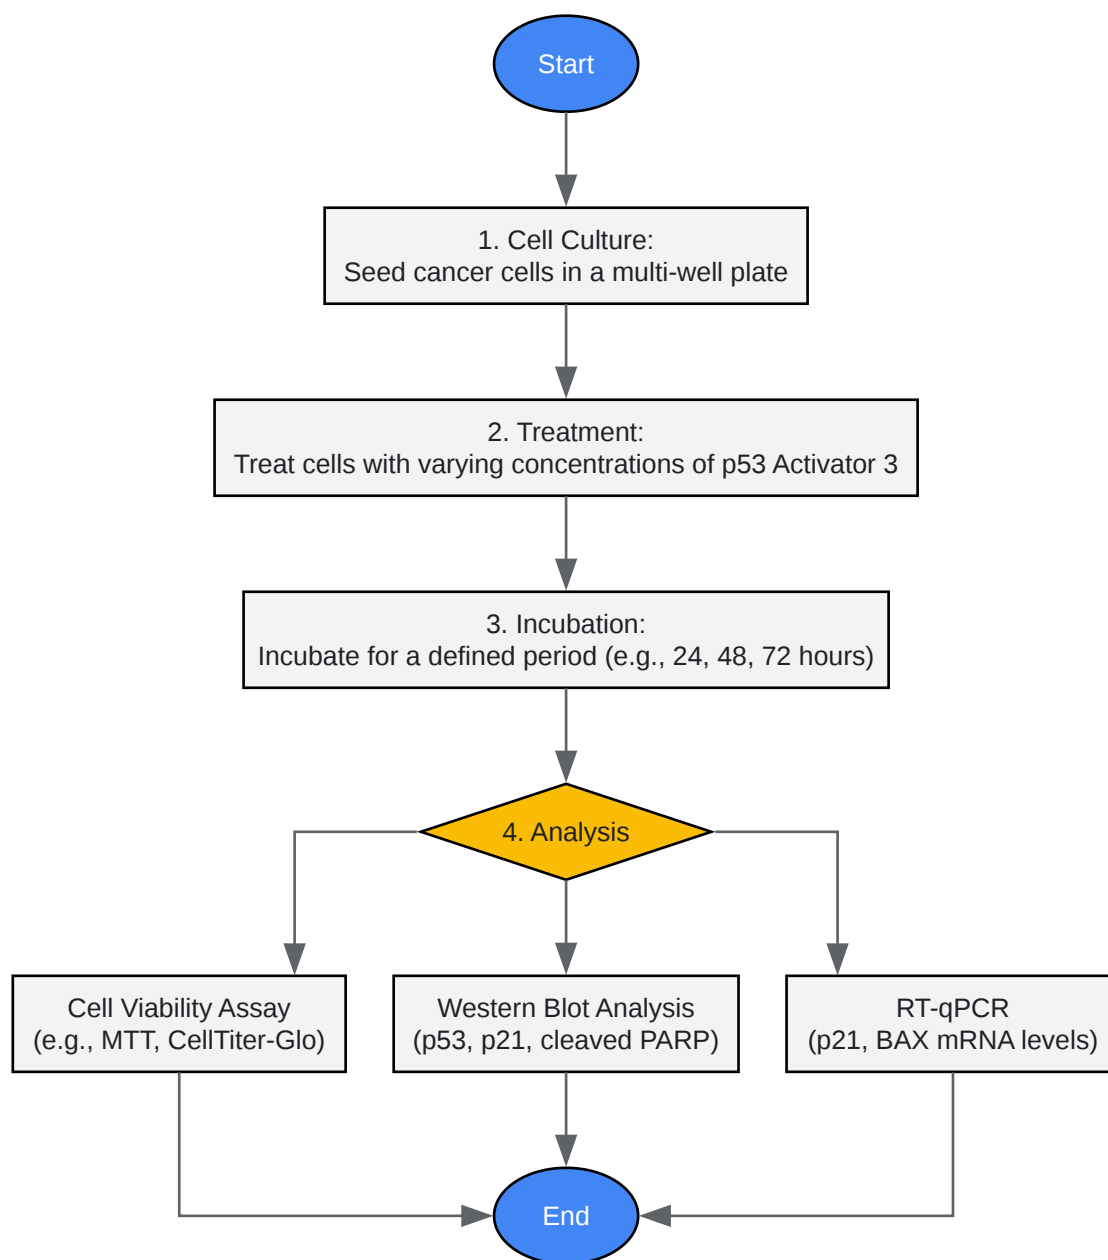 Start
1. Cell Culture:
Seed cancer cells in a multi-well plate
2. Treatment:
Treat cells with varying concentrations of p53 Activator 3
3. Incubation:
Incubate for a defined period (e.g., 24, 48, 72 hours)
4. Analysis
Cell Viability Assay
(e.g., MTT, CellTiter-Glo)
Western Blot Analysis
(p53, p21, cleaved PARP)
RT-qPCR
(p21, BAX mRNA levels)
End